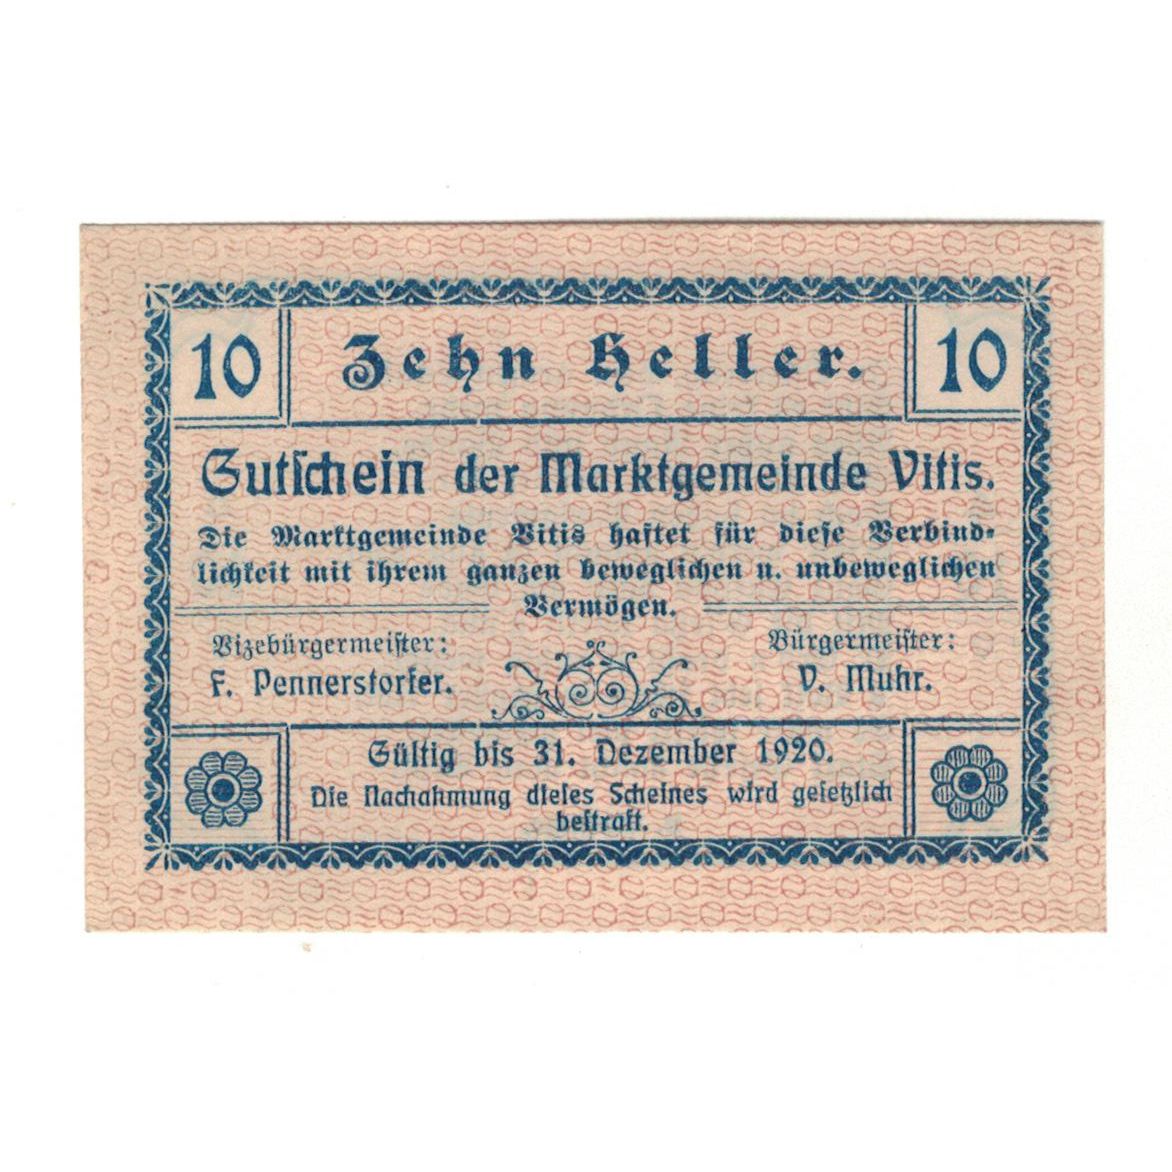 10 Zehn Heller. 10
Gutschein der Marktgemeinde Vitis.
Die Marktgemeinde Vitis haftet für diese Verbind-
lichkeit mit ihrem ganzen beweglichen u. unbeweglichen
Vermögen.
Vizebürgermeister: Bürgermeister:
F. Pennerstorfer. V. Muhr.
Gültig bis 31. Dezember 1920.
Die Nachahmung dieses Scheines wird gesetzlich
bestraft.